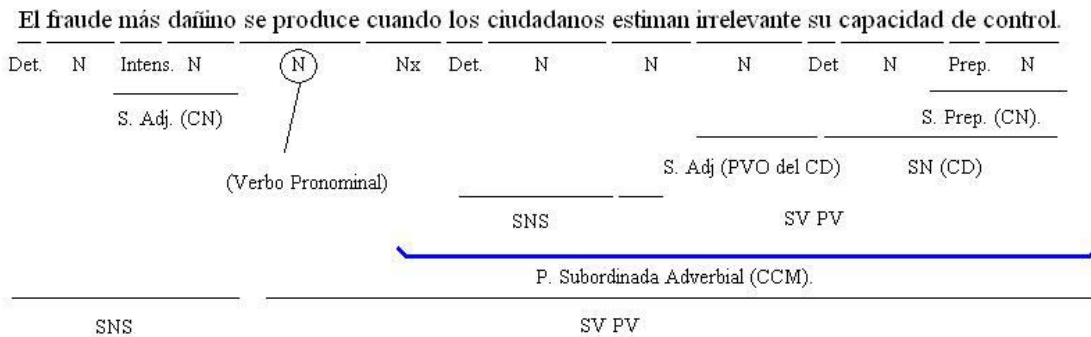 El fraude más dañino se produce cuando los ciudadanos estiman irrelevante su capacidad de control.
Det. N Intens. N N Nx Det. N N N Det N Prep. N
S. Adj. (CN) S. Prep. (CN).
S. Adj (PVO del CD) SN (CD)
(Verbo Pronominal)
SNS SV PV
P. Subordinada Adverbial (CCM).
SNS SV PV